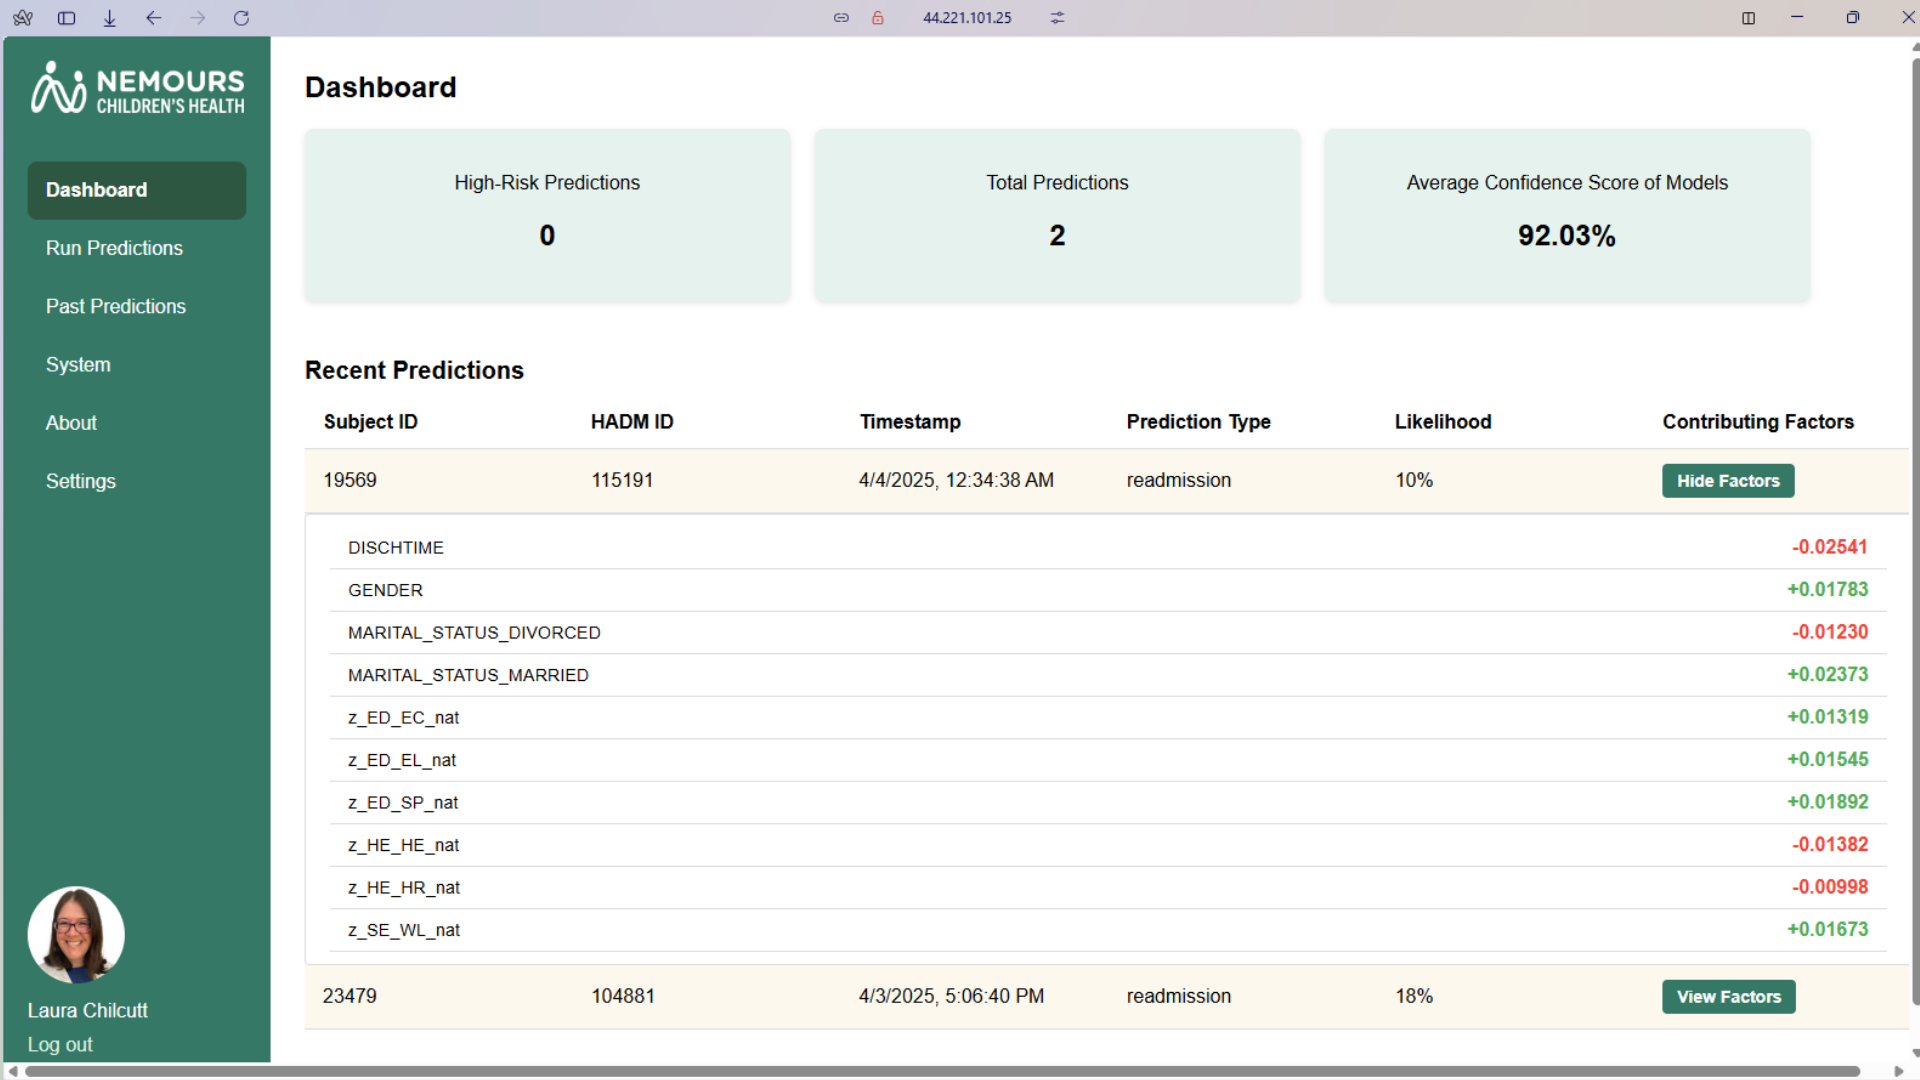 44.221.101.25
NEMOURS
CHILDREN'S HEALTH
Dashboard
Run Predictions
Past Predictions
System
About
Settings
Laura Chilcutt
Log out
Dashboard
High-Risk Predictions
0
Total Predictions
2
Average Confidence Score of Models
92.03%
Recent Predictions
Subject ID HADM ID Timestamp Prediction Type Likelihood Contributing Factors
19569 115191 4/4/2025, 12:34:38 AM readmission 10% Hide Factors
DISCHTIME -0.02541
GENDER +0.01783
MARITAL_STATUS_DIVORCED -0.01230
MARITAL_STATUS_MARRIED +0.02373
z_ED_EC_nat +0.01319
z_ED_EL_nat +0.01545
z_ED_SP_nat +0.01892
z_HE_HE_nat -0.01382
z_HE_HR_nat -0.00998
z_SE_WL_nat +0.01673
23479 104881 4/3/2025, 5:06:40 PM readmission 18% View Factors